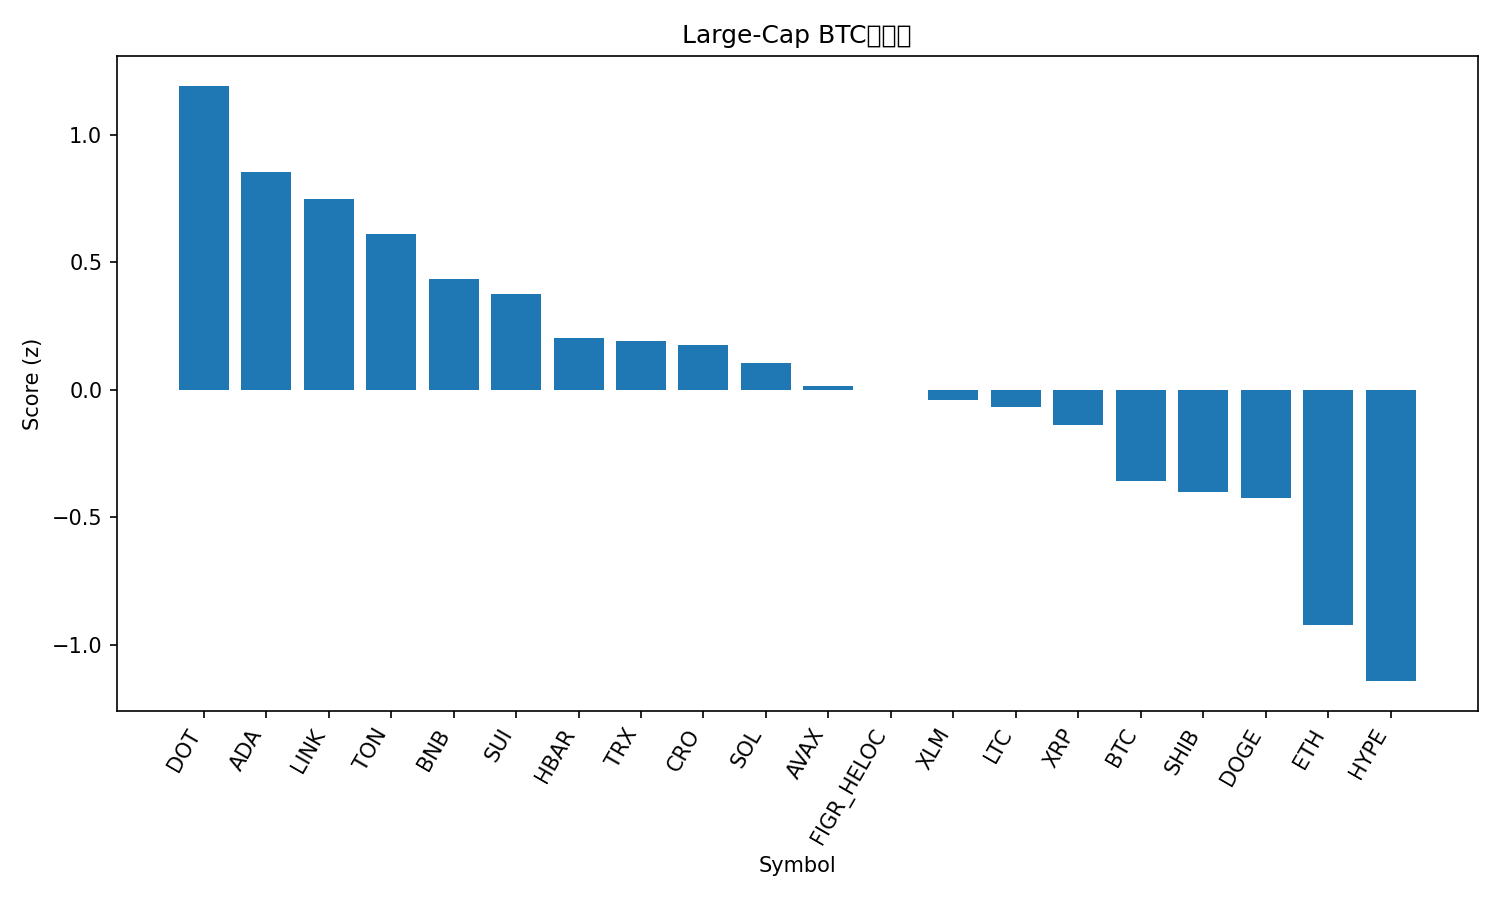 Large-Cap BTC
Score (z)
1.0
0.5
0.0
−0.5
−1.0
DOT
ADA
LINK
TON
BNB
SUI
HBAR
TRX
CRO
SOL
AVAX
FIGR_HELOC
XLM
LTC
XRP
BTC
SHIB
DOGE
ETH
HYPE
Symbol